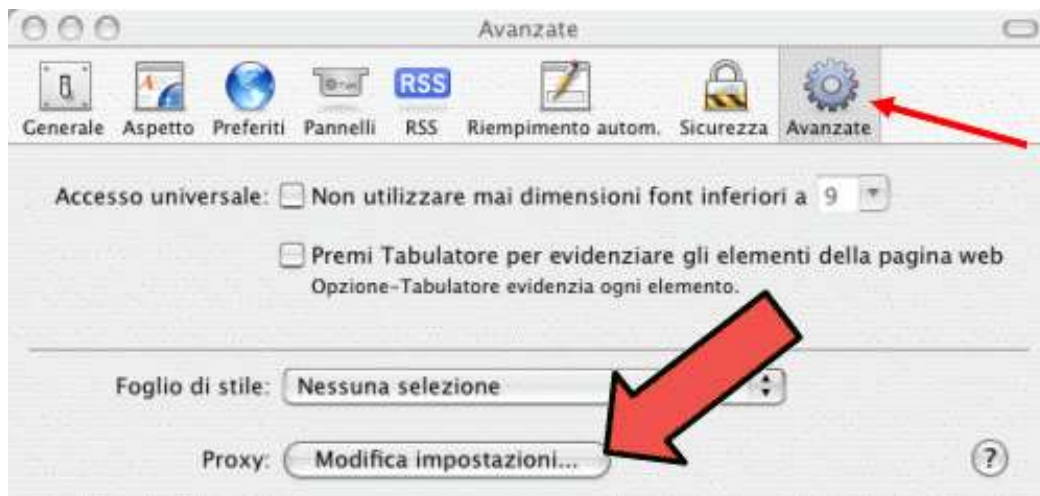 Avanzate
RSS
Generale Aspetto Preferiti Pannelli RSS Riempimento autom. Sicurezza Avanzate
Accesso universale: Non utilizzare mai dimensioni font inferiori a 9
Premi Tabulatore per evidenziare gli elementi della pagina web
Opzione-Tabulatore evidenzia ogni elemento.
Foglio di stile: Nessuna selezione
Proxy: Modifica impostazioni... ?